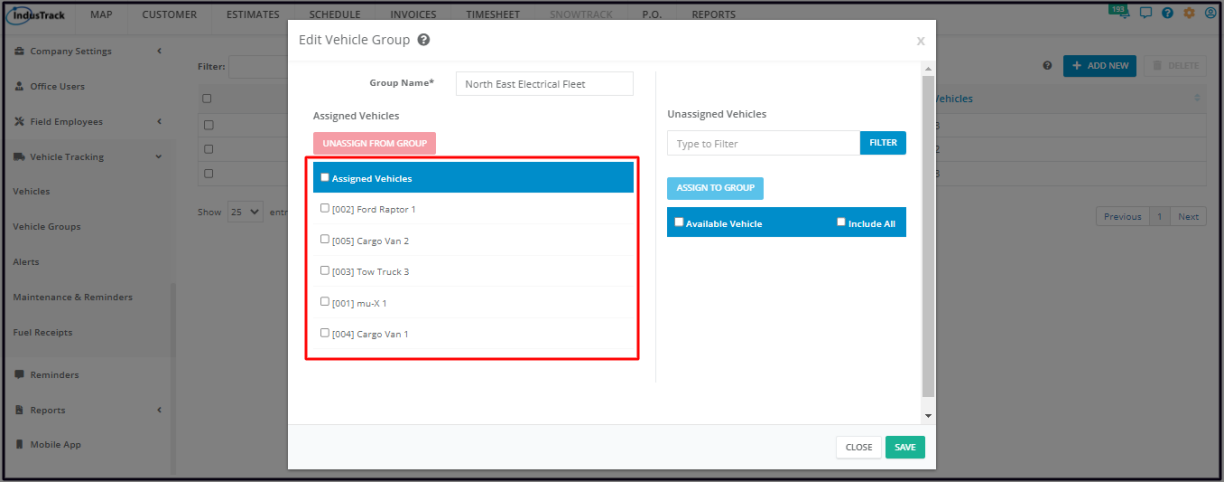 IndusTrack MAP CUSTOMER ESTIMATES SCHEDULE INVOICES TIMESHEET SNOWTRACK P.O. REPORTS 193
Edit Vehicle Group ? x
Company Settings
Office Users
Field Employees
Vehicle Tracking
Vehicles
Vehicle Groups
Alerts
Maintenance & Reminders
Fuel Receipts
Reminders
Reports
Mobile App
Filter:
Show 25 entr
Group Name* North East Electrical Fleet
Assigned Vehicles
UNASSIGN FROM GROUP
Assigned Vehicles
[002] Ford Raptor 1
[005] Cargo Van 2
[003] Tow Truck 3
[001] mu-X 1
[004] Cargo Van 1
Unassigned Vehicles
Type to Filter FILTER
ASSIGN TO GROUP
Available Vehicle Include All
CLOSE SAVE
? + ADD NEW DELETE
Vehicles
3
2
3
Previous 1 Next